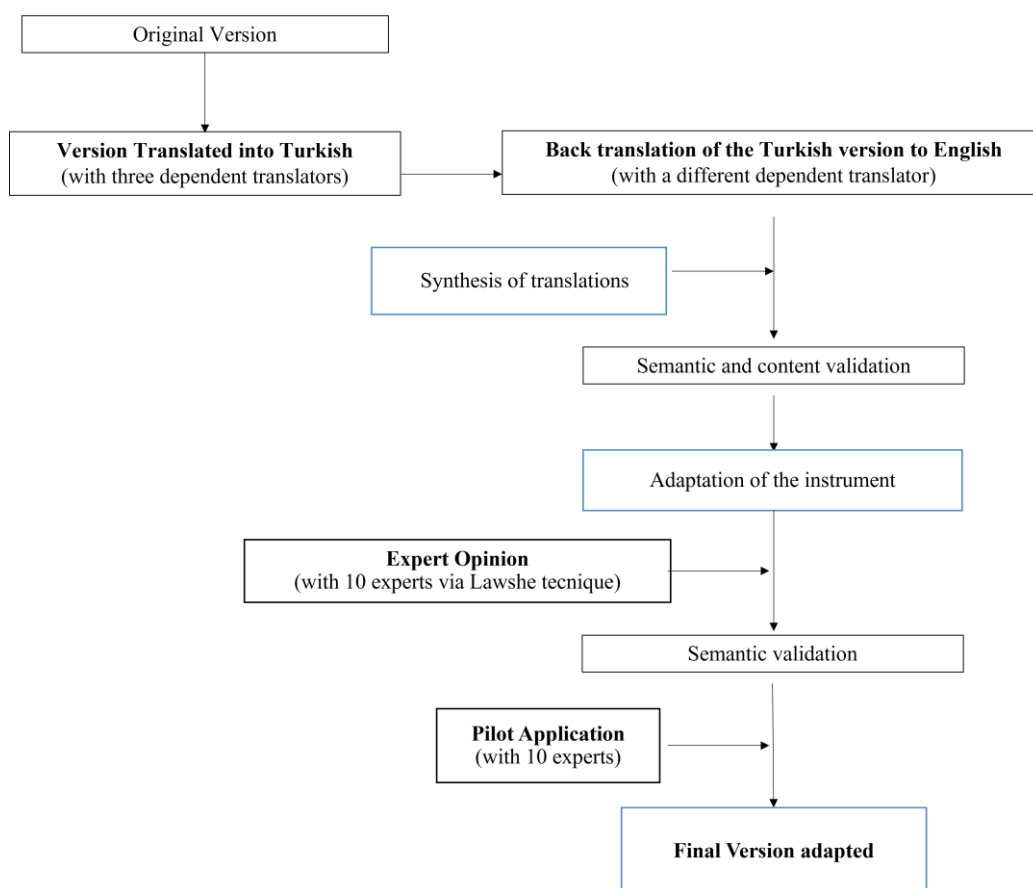 Original Version
Version Translated into Turkish
(with three dependent translators)
Back translation of the Turkish version to English
(with a different dependent translator)
Synthesis of translations
Semantic and content validation
Adaptation of the instrument
Expert Opinion
(with 10 experts via Lawshe tecnique)
Semantic validation
Pilot Application
(with 10 experts)
Final Version adapted